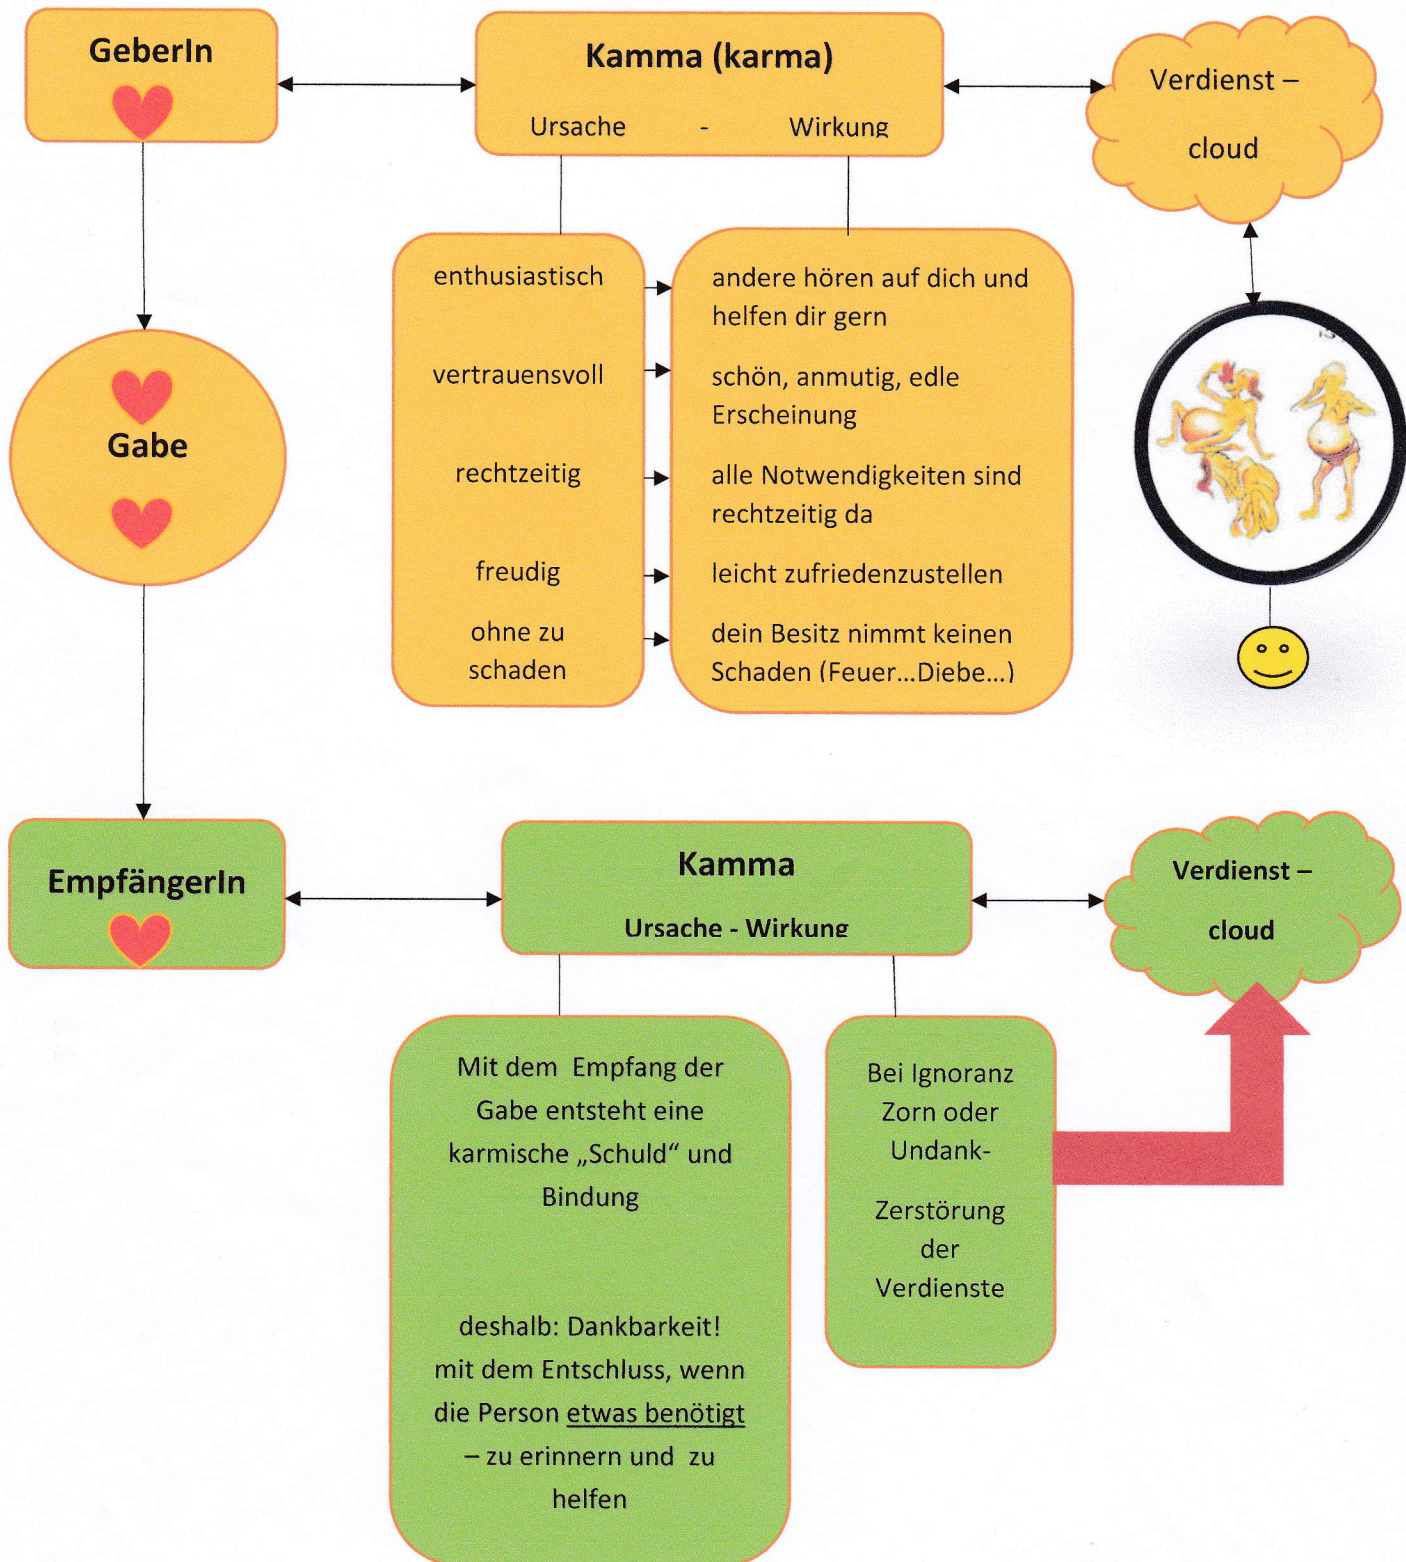 GeberIn
Kamma (karma)
Ursache - Wirkung
Verdienst –
cloud
enthusiastisch
andere hören auf dich und
helfen dir gern
vertrauensvoll
schön, anmutig, edle
Erscheinung
Gabe
rechtzeitig
alle Notwendigkeiten sind
rechtzeitig da
freudig
leicht zufriedenzustellen
ohne zu
schaden
dein Besitz nimmt keinen
Schaden (Feuer...Diebe...)
EmpfängerIn
Kamma
Ursache - Wirkung
Verdienst –
cloud
Mit dem Empfang der
Gabe entsteht eine
karmische „Schuld“ und
Bindung
deshalb: Dankbarkeit!
mit dem Entschluss, wenn
die Person etwas benötigt
– zu erinnern und zu
helfen
Bei Ignoranz
Zorn oder
Undank-
Zerstörung
der
Verdienste